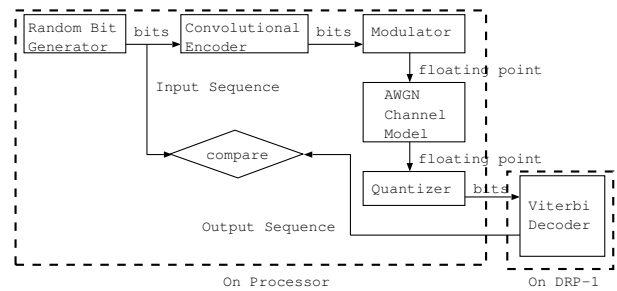 Random Bit
Generator
bits
Convolutional
Encoder
bits
Modulator
floating point
Input Sequence
AWGN
Channel
Model
compare
floating point
Quantizer
bits
Viterbi
Decoder
Output Sequence
On Processor
On DRP-1